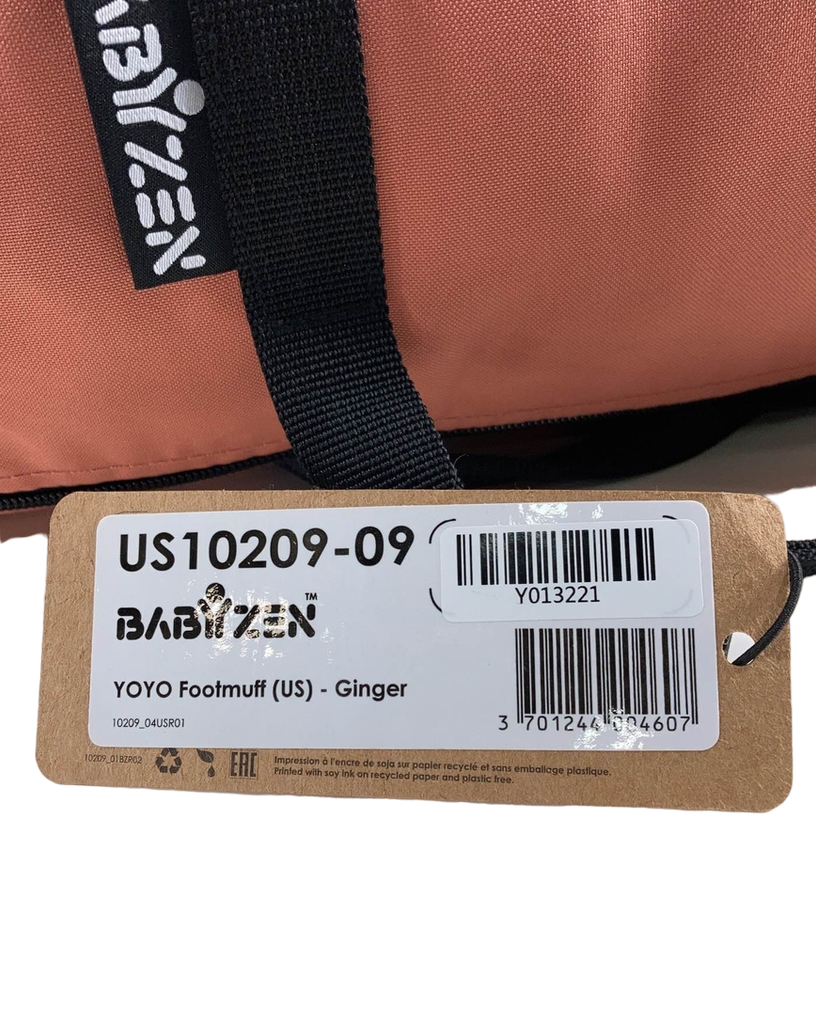 BABYZEN
US10209-09
Y013221
BABYZEN™
YOYO Footmuff (US) - Ginger
10209_04USR01
3 701244 004607
10209_01BZR02
EAC
Impression à l'encre de soja sur papier recyclé et sans emballage plastique.
Printed with soy ink on recycled paper and plastic free.